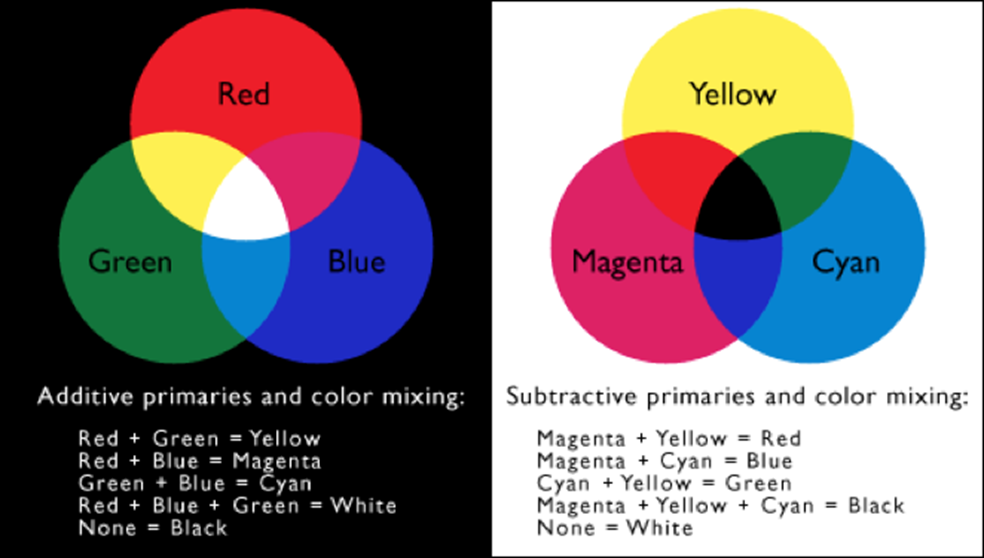 Red
Green
Blue
Additive primaries and color mixing:
Red + Green = Yellow
Red + Blue = Magenta
Green + Blue = Cyan
Red + Blue + Green = White
None = Black
Yellow
Magenta
Cyan
Subtractive primaries and color mixing:
Magenta + Yellow = Red
Magenta + Cyan = Blue
Cyan + Yellow = Green
Magenta + Yellow + Cyan = Black
None = White